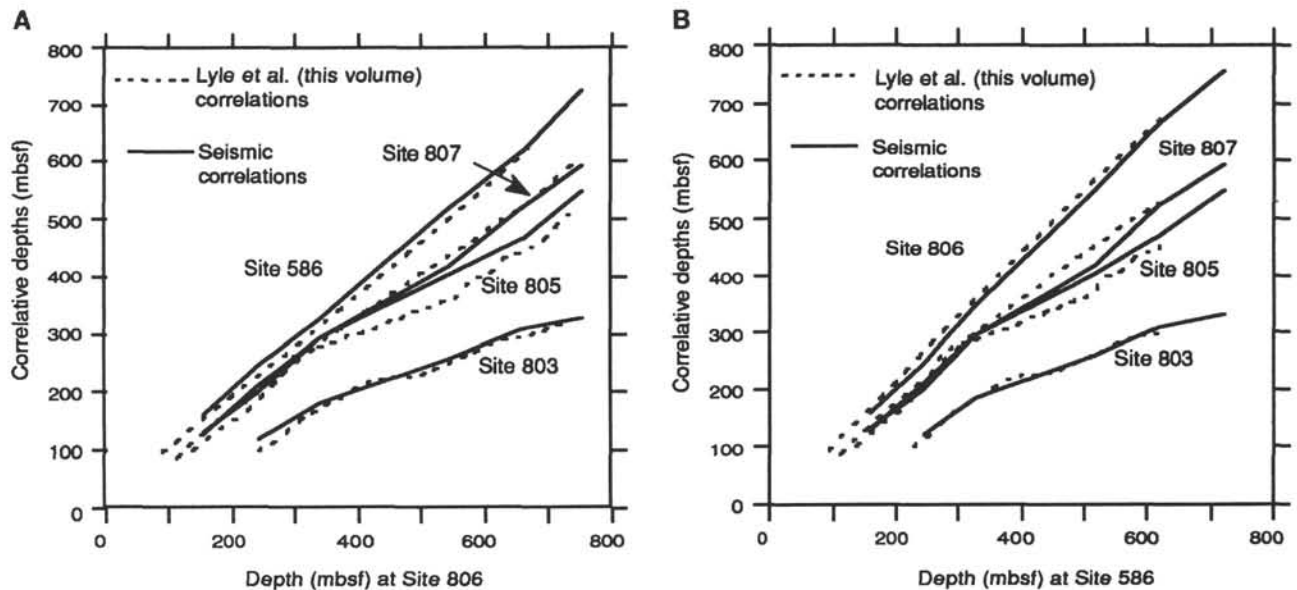 A
800
700
600
500
400
300
200
100
0
Correlative depths (mbsf)
Lyle et al. (this volume)
correlations
Seismic
correlations
Site 807
Site 586
Site 805
Site 803
0
200
400
600
800
Depth (mbsf) at Site 806
B
800
700
600
500
400
300
200
100
0
Correlative depths (mbsf)
Lyle et al. (this volume)
correlations
Seismic
correlations
Site 807
Site 806
Site 805
Site 803
0
200
400
600
800
Depth (mbsf) at Site 586